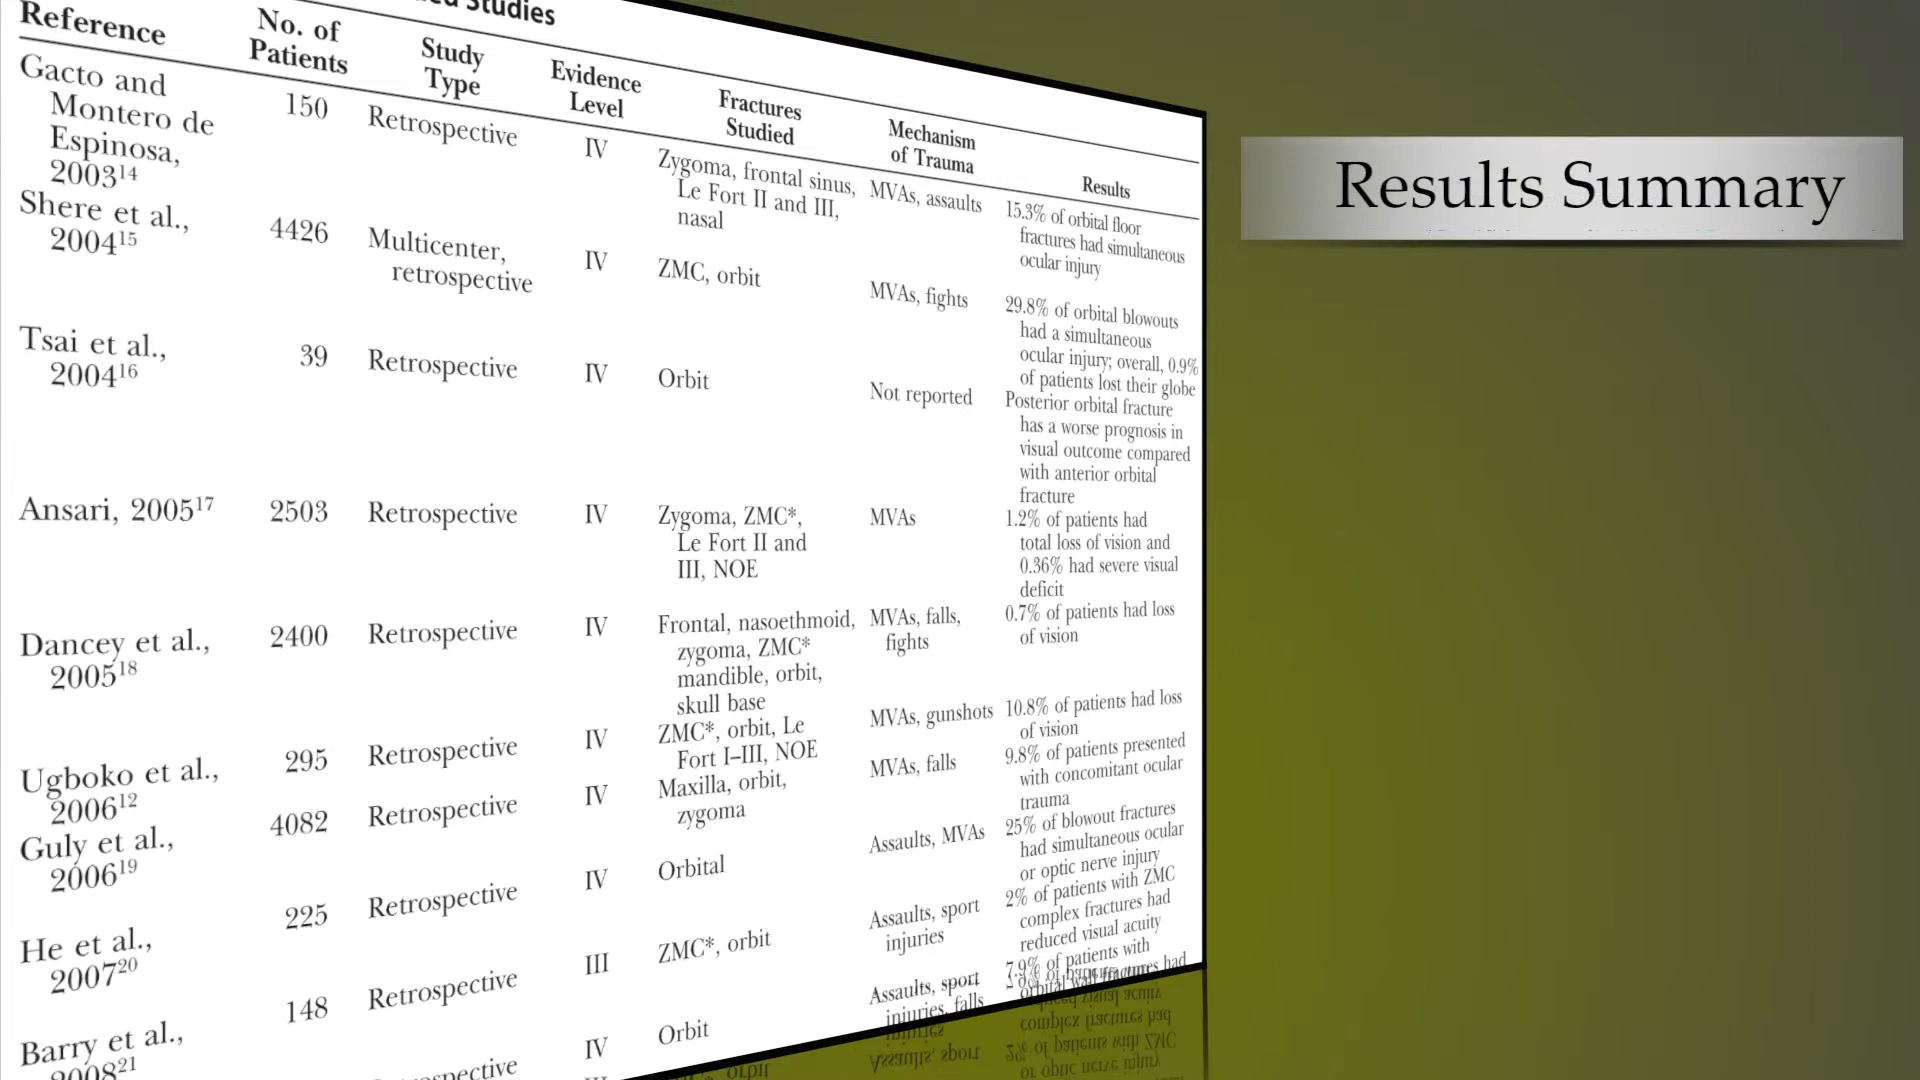 Studies
Reference
No. of
Patients
Study
Type
Evidence
Level
Fractures
Studied
Mechanism
of Trauma
Results
Gacto and
Montero de
Espinosa,
2003¹⁴
150
Retrospective
IV
Zygoma, frontal sinus,
Le Fort II and III,
nasal
MVAs, assaults
15.3% of orbital floor
fractures had simultaneous
ocular injury
Shere et al.,
2004¹⁵
4426
Multicenter,
retrospective
IV
ZMC, orbit
MVAs, fights
29.8% of orbital blowouts
had a simultaneous
ocular injury; overall, 0.9%
of patients lost their globe
Tsai et al.,
2004¹⁶
39
Retrospective
IV
Orbit
Not reported
Posterior orbital fracture
has a worse prognosis in
visual outcome compared
with anterior orbital
fracture
Ansari, 2005¹⁷
2503
Retrospective
IV
Zygoma, ZMC*,
Le Fort II and
III, NOE
MVAs
1.2% of patients had
total loss of vision and
0.36% had severe visual
deficit
Dancey et al.,
2005¹⁸
2400
Retrospective
IV
Frontal, nasoethmoid,
zygoma, ZMC*
mandible, orbit,
skull base
MVAs, falls,
fights
0.7% of patients had loss
of vision
Ugboko et al.,
2006¹²
295
Retrospective
IV
ZMC*, orbit, Le
Fort I–III, NOE
MVAs, gunshots
10.8% of patients had loss
of vision
Guly et al.,
2006¹⁹
4082
Retrospective
IV
Maxilla, orbit,
zygoma
MVAs, falls
9.8% of patients presented
with concomitant ocular
trauma
He et al.,
2007²⁰
225
Retrospective
IV
Orbital
Assaults, MVAs
25% of blowout fractures
had simultaneous ocular
or optic nerve injury
Barry et al.,
2008²¹
148
Retrospective
III
ZMC*, orbit
Assaults, sport
injuries
2% of patients with ZMC
complex fractures had
reduced visual acuity
IV
Orbit
Assaults, sport
injuries, falls
7.9% of patients with
orbital wall fractures had
Results Summary